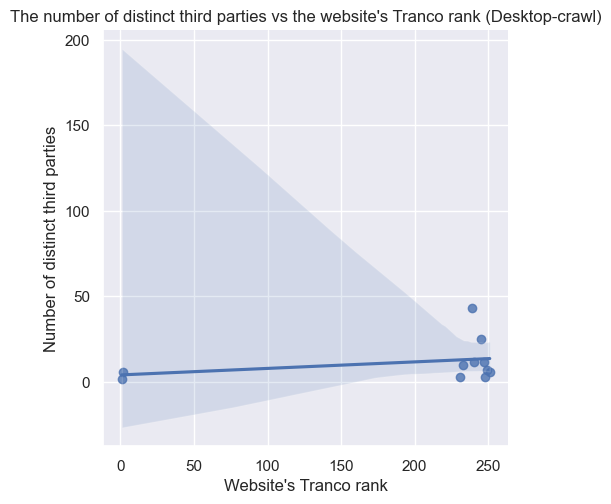 The number of distinct third parties vs the website's Tranco rank (Desktop-crawl)
200
150
100
50
0
Number of distinct third parties
0 50 100 150 200 250
Website's Tranco rank